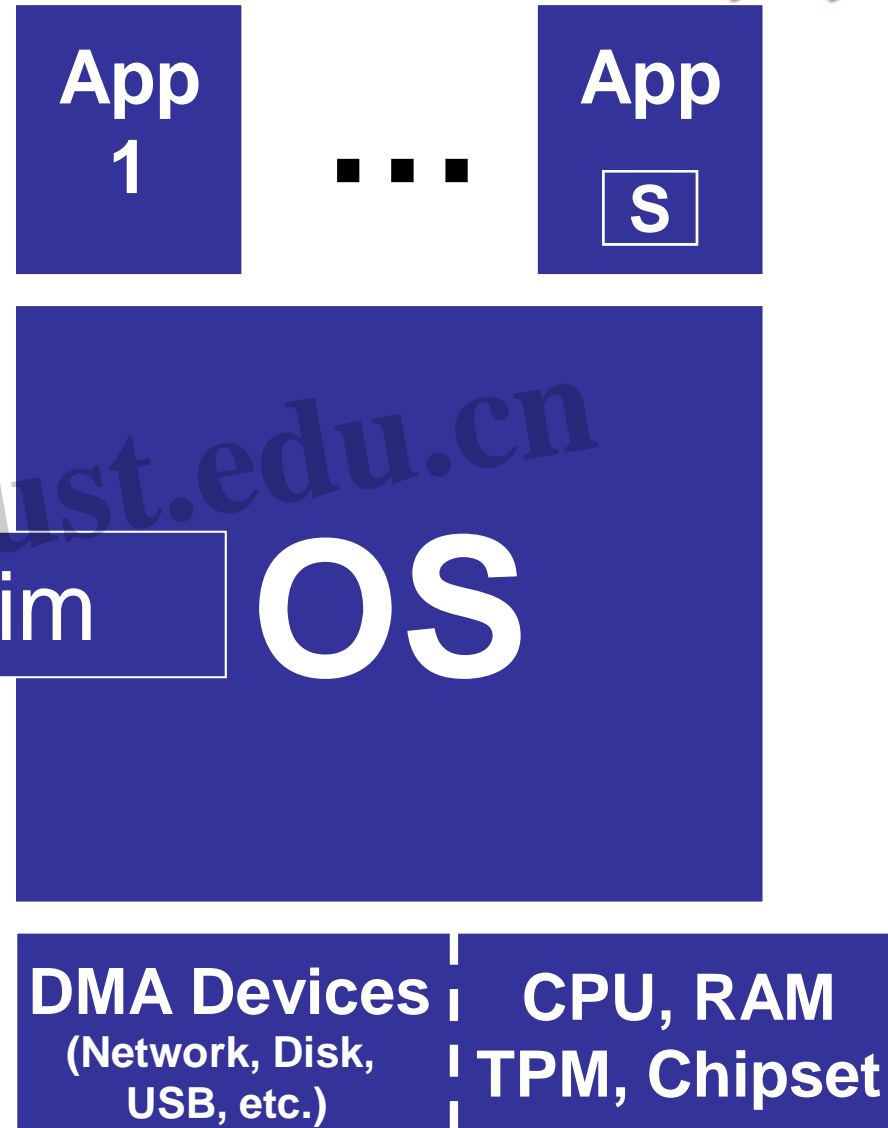 App
1
...
App
S
ust.edu.cn
im
OS
DMA Devices
(Network, Disk,
USB, etc.)
CPU, RAM
TPM, Chipset